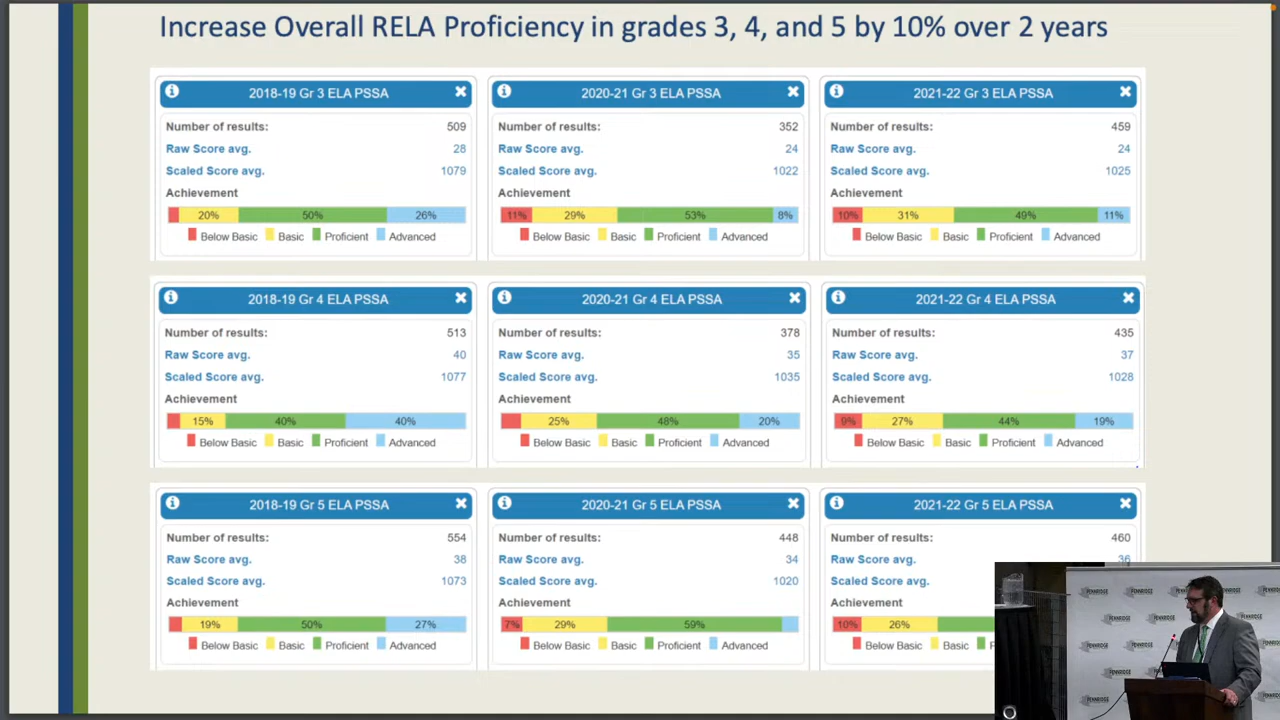 Increase Overall RELA Proficiency in grades 3, 4, and 5 by 10% over 2 years
2018-19 Gr 3 ELA PSSA
Number of results: 509
Raw Score avg. 28
Scaled Score avg. 1079
Achievement
20% 50% 26%
Below Basic Basic Proficient Advanced
2020-21 Gr 3 ELA PSSA
Number of results: 352
Raw Score avg. 24
Scaled Score avg. 1022
Achievement
11% 29% 53% 8%
Below Basic Basic Proficient Advanced
2021-22 Gr 3 ELA PSSA
Number of results: 459
Raw Score avg. 24
Scaled Score avg. 1025
Achievement
10% 31% 49% 11%
Below Basic Basic Proficient Advanced
2018-19 Gr 4 ELA PSSA
Number of results: 513
Raw Score avg. 40
Scaled Score avg. 1077
Achievement
15% 40% 40%
Below Basic Basic Proficient Advanced
2020-21 Gr 4 ELA PSSA
Number of results: 378
Raw Score avg. 35
Scaled Score avg. 1035
Achievement
25% 48% 20%
Below Basic Basic Proficient Advanced
2021-22 Gr 4 ELA PSSA
Number of results: 435
Raw Score avg. 37
Scaled Score avg. 1028
Achievement
9% 27% 44% 19%
Below Basic Basic Proficient Advanced
2018-19 Gr 5 ELA PSSA
Number of results: 554
Raw Score avg. 38
Scaled Score avg. 1073
Achievement
19% 50% 27%
Below Basic Basic Proficient Advanced
2020-21 Gr 5 ELA PSSA
Number of results: 448
Raw Score avg. 34
Scaled Score avg. 1020
Achievement
7% 29% 59%
Below Basic Basic Proficient Advanced
2021-22 Gr 5 ELA PSSA
Number of results: 460
Raw Score avg. 36
Scaled Score avg.
Achievement
10% 26%
Below Basic Basic P
PENNRIDGE